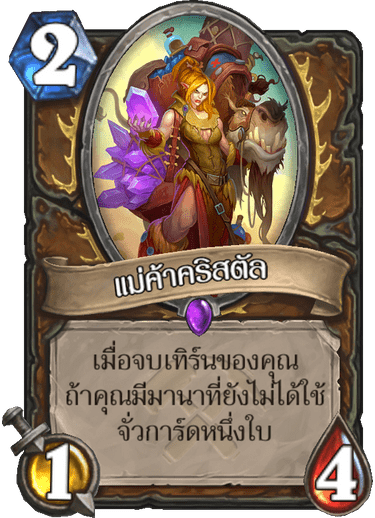 2
แม่ค้าคริสตัล
เมื่อจบเทิร์นของคุณ
ถ้าคุณมีมานาที่ยังไม่ได้ใช้
จั่วการ์ดหนึ่งใบ
1
4